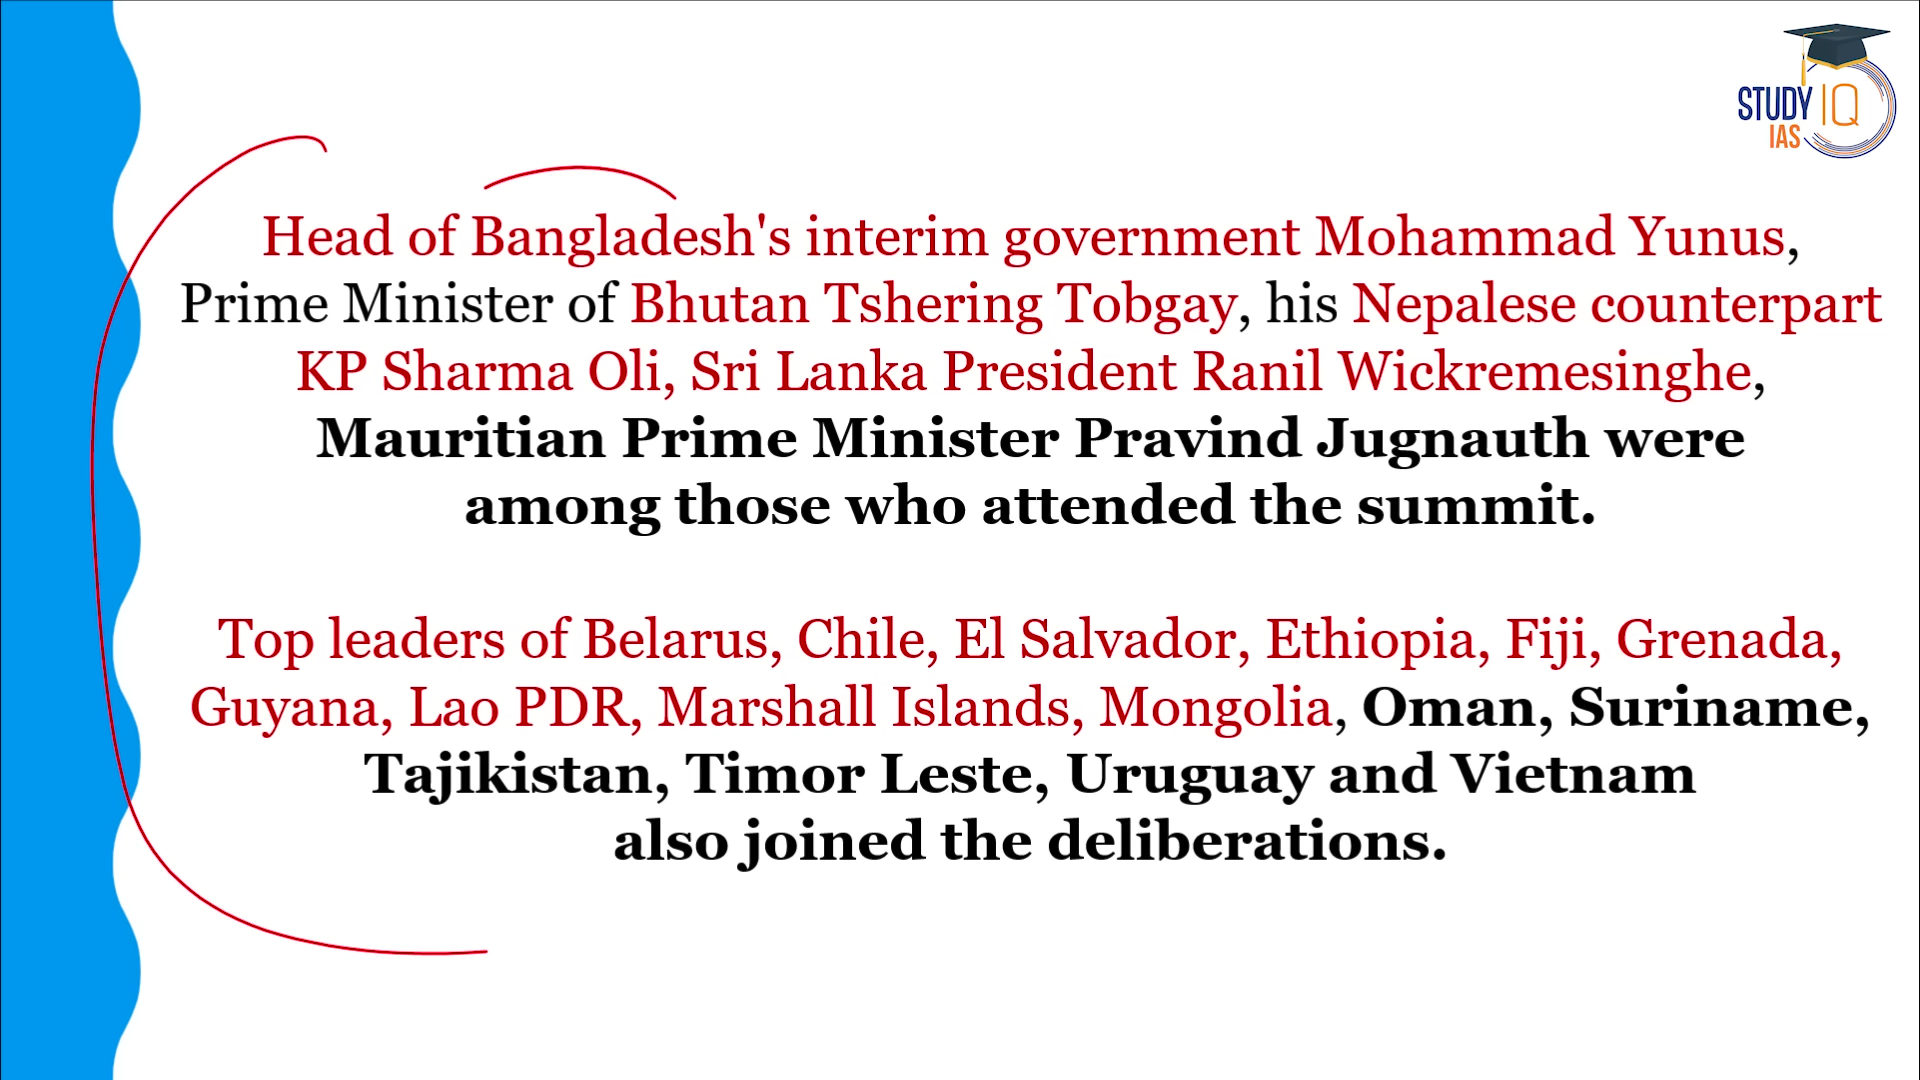 STUDY IQ
IAS
Head of Bangladesh's interim government Mohammad Yunus,
Prime Minister of Bhutan Tshering Tobgay, his Nepalese counterpart
KP Sharma Oli, Sri Lanka President Ranil Wickremesinghe,
Mauritian Prime Minister Pravind Jugnauth were
among those who attended the summit.
Top leaders of Belarus, Chile, El Salvador, Ethiopia, Fiji, Grenada,
Guyana, Lao PDR, Marshall Islands, Mongolia, Oman, Suriname,
Tajikistan, Timor Leste, Uruguay and Vietnam
also joined the deliberations.